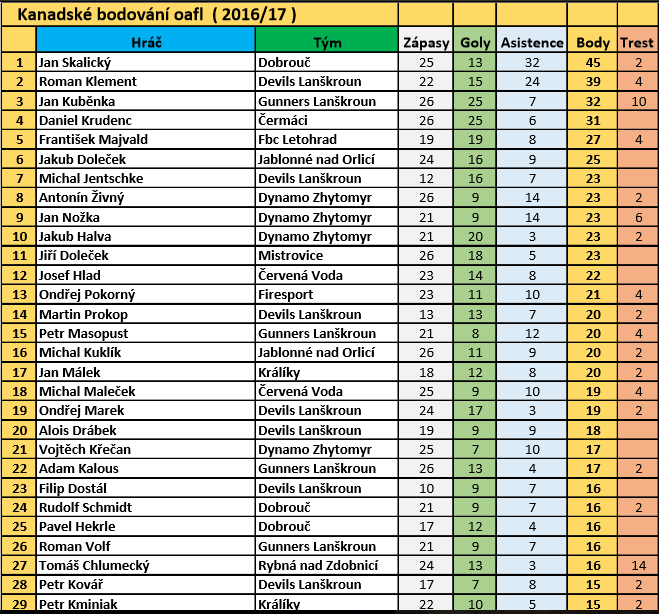 Kanadské bodování oafl ( 2016/17 )
Hráč Tým Zápasy Goly Asistence Body Trest
1 Jan Skalický Dobrouč 25 13 32 45 2
2 Roman Klement Devils Lanškroun 22 15 24 39 4
3 Jan Kuběnka Gunners Lanškroun 26 25 7 32 10
4 Daniel Krudenc Čermáci 26 25 6 31
5 František Majvald Fbc Letohrad 19 19 8 27 4
6 Jakub Doleček Jablonné nad Orlicí 24 16 9 25
7 Michal Jentschke Devils Lanškroun 12 16 7 23
8 Antonín Živný Dynamo Zhytomyr 26 9 14 23 2
9 Jan Nožka Dynamo Zhytomyr 21 9 14 23 6
10 Jakub Halva Dynamo Zhytomyr 21 20 3 23 2
11 Jiří Doleček Mistrovice 26 18 5 23
12 Josef Hlad Červená Voda 23 14 8 22
13 Ondřej Pokorný Firesport 23 11 10 21 4
14 Martin Prokop Devils Lanškroun 13 13 7 20 2
15 Petr Masopust Gunners Lanškroun 21 8 12 20 4
16 Michal Kuklík Jablonné nad Orlicí 26 11 9 20 2
17 Jan Málek Králíky 18 12 8 20 2
18 Michal Maleček Červená Voda 25 9 10 19 4
19 Ondřej Marek Devils Lanškroun 24 17 3 19 2
20 Alois Drábek Devils Lanškroun 19 9 9 18
21 Vojtěch Křečan Dynamo Zhytomyr 25 7 10 17
22 Adam Kalous Gunners Lanškroun 26 13 4 17 2
23 Filip Dostál Devils Lanškroun 10 9 7 16
24 Rudolf Schmidt Dobrouč 21 9 7 16 2
25 Pavel Hekrle Dobrouč 17 12 4 16
26 Roman Volf Gunners Lanškroun 21 9 7 16
27 Tomáš Chlumecký Rybná nad Zdobnicí 24 13 3 16 14
28 Petr Kovář Devils Lanškroun 17 7 8 15 2
29 Petr Kminiak Králíky 22 10 5 15 2